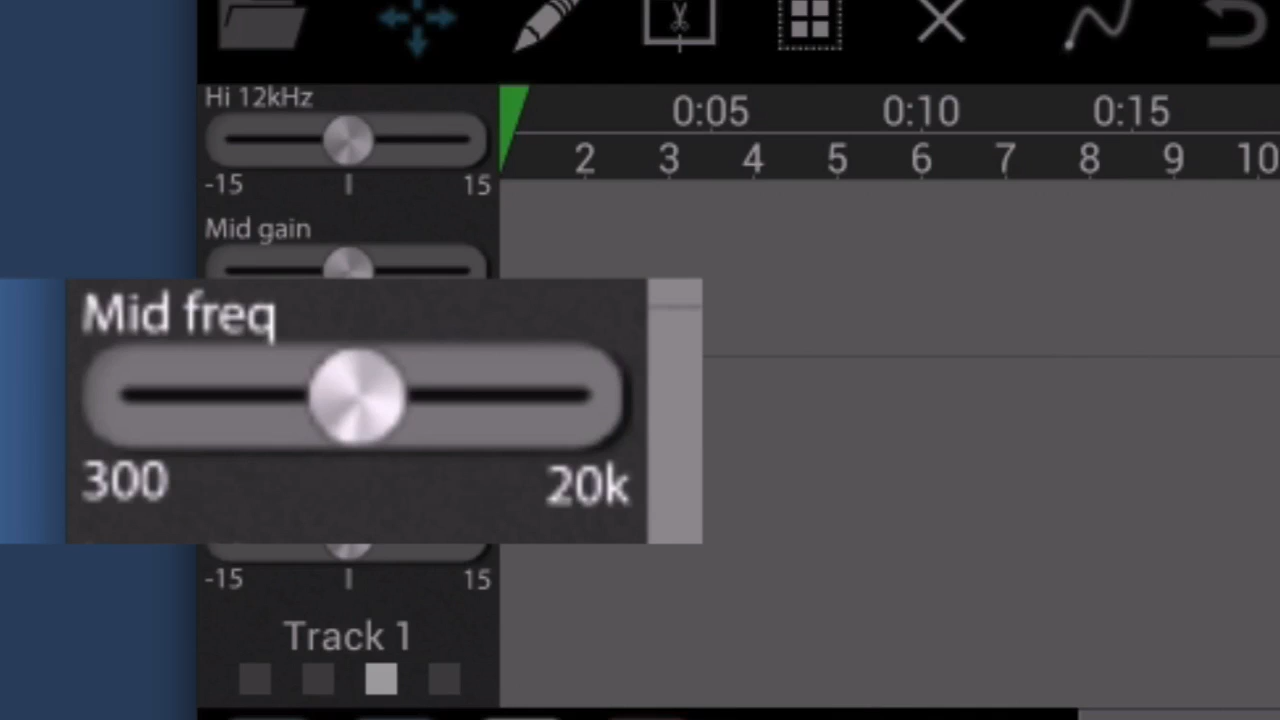 Hi 12kHz
-15 | 15
Mid gain
Mid freq
300 20k
-15 | 15
Track 1
0:05 0:10 0:15
2 3 4 5 6 7 8 9 10